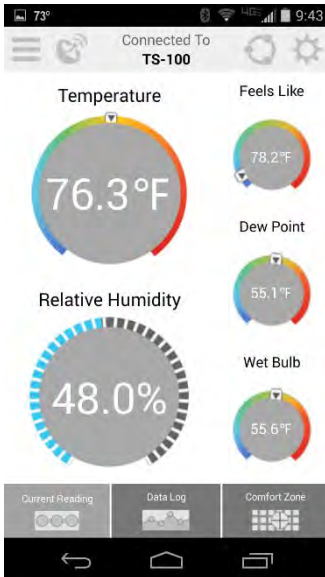 73° 4G 9:43
Connected To
TS-100
Temperature
76.3°F
Feels Like
78.2°F
Dew Point
55.1°F
Relative Humidity
48.0%
Wet Bulb
55.6°F
Current Reading
Data Log
Comfort Zone